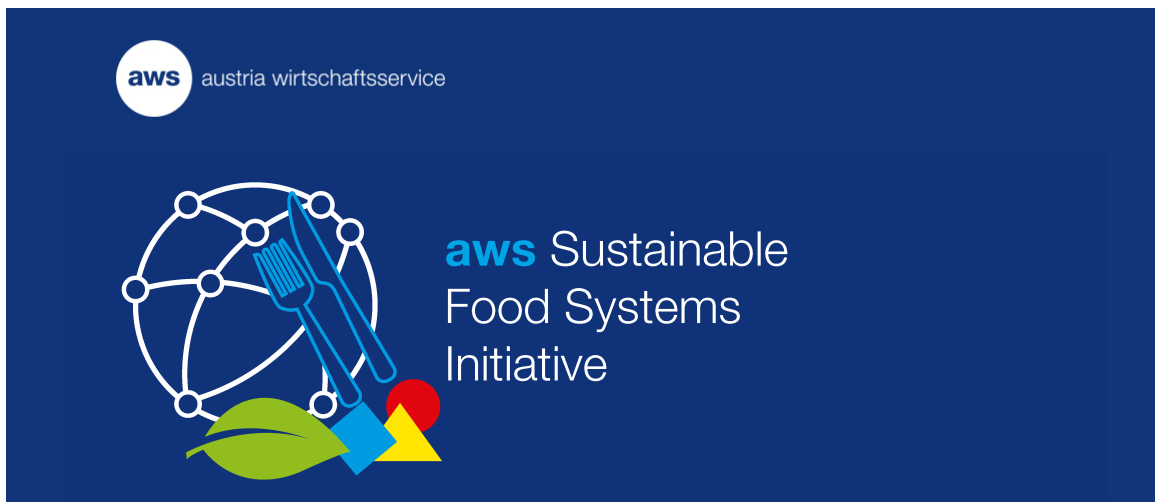 aws austria wirtschaftsservice
aws Sustainable
Food Systems
Initiative